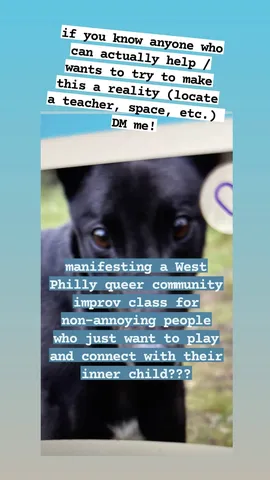 if you know anyone who
can actually help /
wants to try to make
this a reality (locate
a teacher, space, etc.)
DM me!
manifesting a West
Philly queer community
improv class for
non-annoying people
who just want to play
and connect with their
inner child???